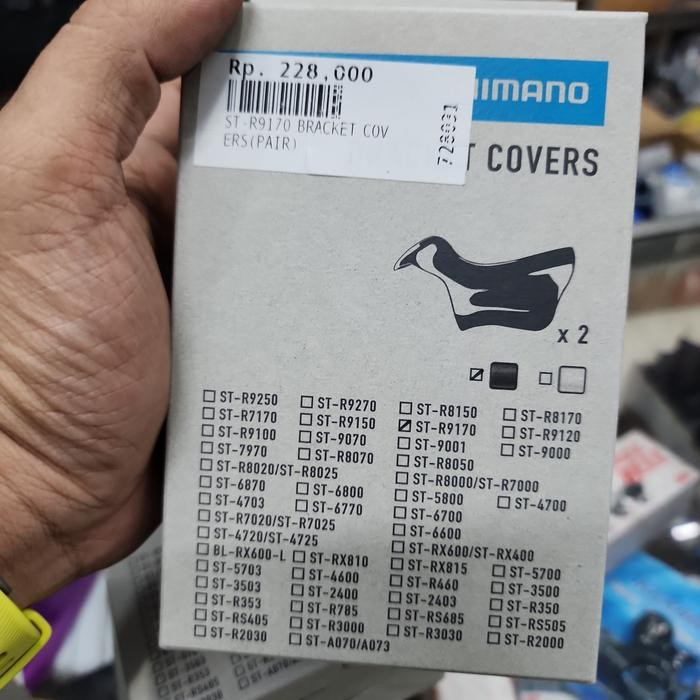 Rp. 228,000
ST-R9170 BRACKET COV
ERS(PAIR)
728031
HIMANO
T COVERS
x 2
ST-R9250 ST-R9270 ST-R8150 ST-R8170
ST-R7170 ST-R9150 ST-R9170 ST-R9120
ST-R9100 ST-9070 ST-9001 ST-9000
ST-7970 ST-R8070 ST-R8050
ST-R8020/ST-R8025 ST-R8000/ST-R7000
ST-6870 ST-6800 ST-5800 ST-4700
ST-4703 ST-6770 ST-6700
ST-R7020/ST-R7025 ST-6600
ST-4720/ST-4725 ST-RX600/ST-RX400
BL-RX600-L ST-RX810 ST-RX815 ST-5700
ST-5703 ST-4600 ST-R460 ST-3500
ST-3503 ST-2400 ST-2403 ST-R350
ST-R353 ST-R785 ST-RS685 ST-RS505
ST-RS405 ST-R3000 ST-R3030 ST-R2000
ST-R2030 ST-A070/A073